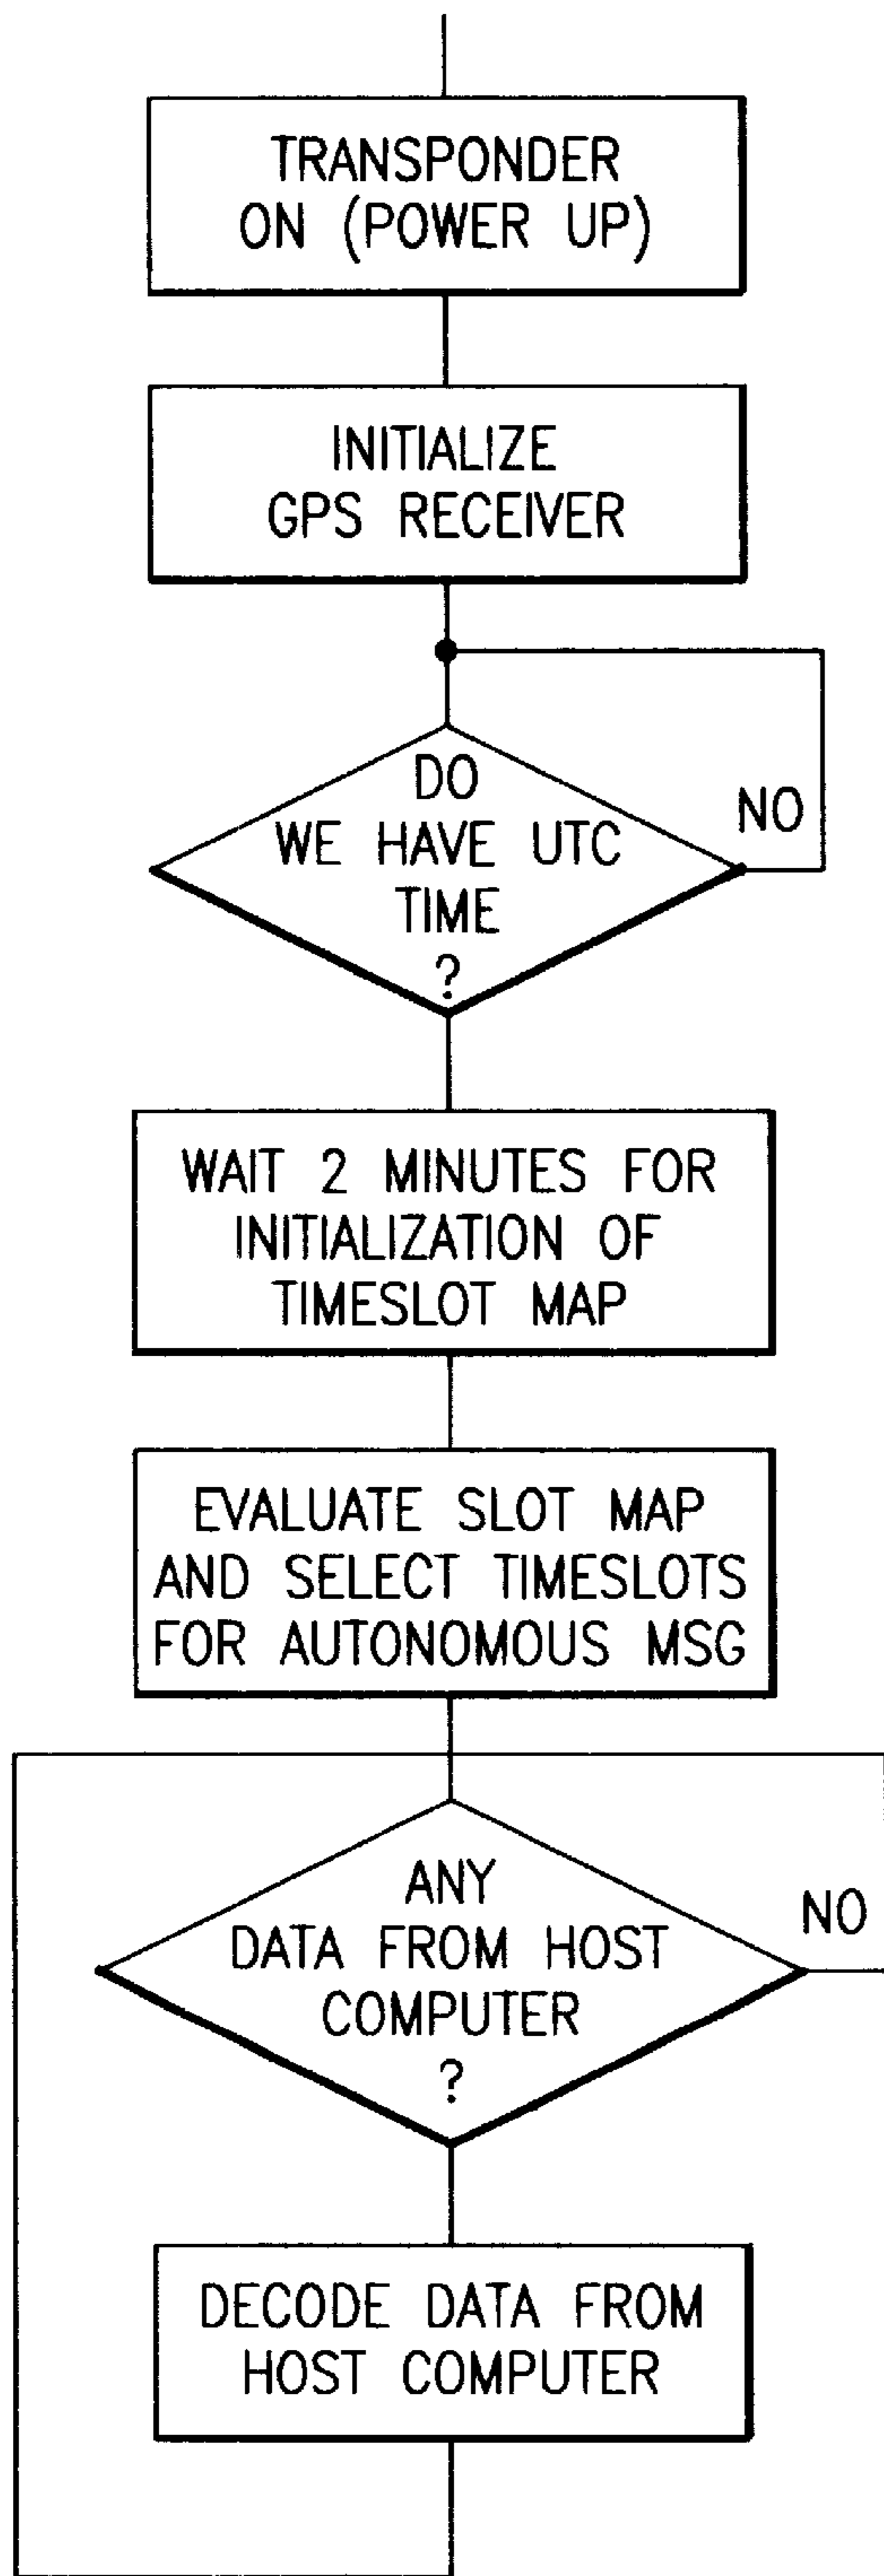 TRANSPONDER
ON (POWER UP)
INITIALIZE
GPS RECEIVER
DO
WE HAVE UTC
TIME
?
NO
WAIT 2 MINUTES FOR
INITIALIZATION OF
TIMESLOT MAP
EVALUATE SLOT MAP
AND SELECT TIMESLOTS
FOR AUTONOMOUS MSG
ANY
DATA FROM HOST
COMPUTER
?
NO
DECODE DATA FROM
HOST COMPUTER